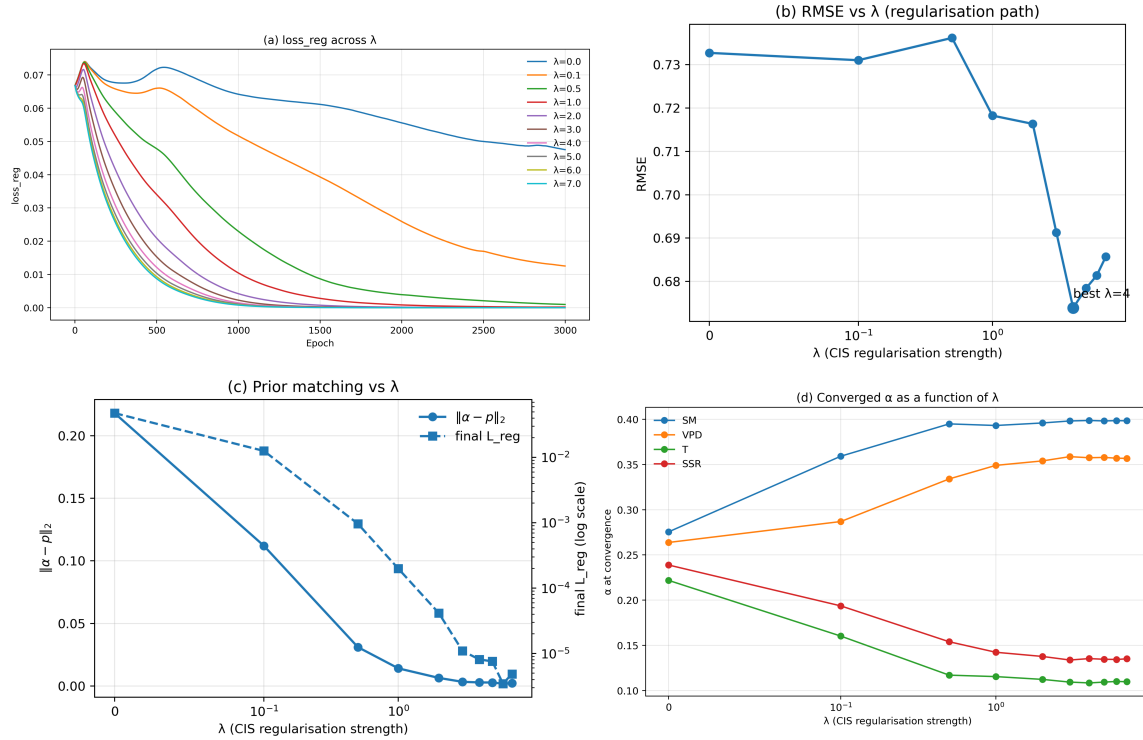 (a) loss_reg across λ
loss_reg
0.07
0.06
0.05
0.04
0.03
0.02
0.01
0.00
0
500
1000
1500
2000
2500
3000
Epoch
λ=0.0
λ=0.1
λ=0.5
λ=1.0
λ=2.0
λ=3.0
λ=4.0
λ=5.0
λ=6.0
λ=7.0
(b) RMSE vs λ (regularisation path)
RMSE
0.73
0.72
0.71
0.70
0.69
0.68
best λ=4
0
10⁻¹
10⁰
λ (CIS regularisation strength)
(c) Prior matching vs λ
‖α − p‖₂
0.20
0.15
0.10
0.05
0.00
‖α − p‖₂
final L_reg
10⁻²
10⁻³
10⁻⁴
10⁻⁵
final L_reg (log scale)
0
10⁻¹
10⁰
λ (CIS regularisation strength)
(d) Converged α as a function of λ
α at convergence
0.40
0.35
0.30
0.25
0.20
0.15
0.10
SM
VPD
T
SSR
0
10⁻¹
10⁰
λ (CIS regularisation strength)